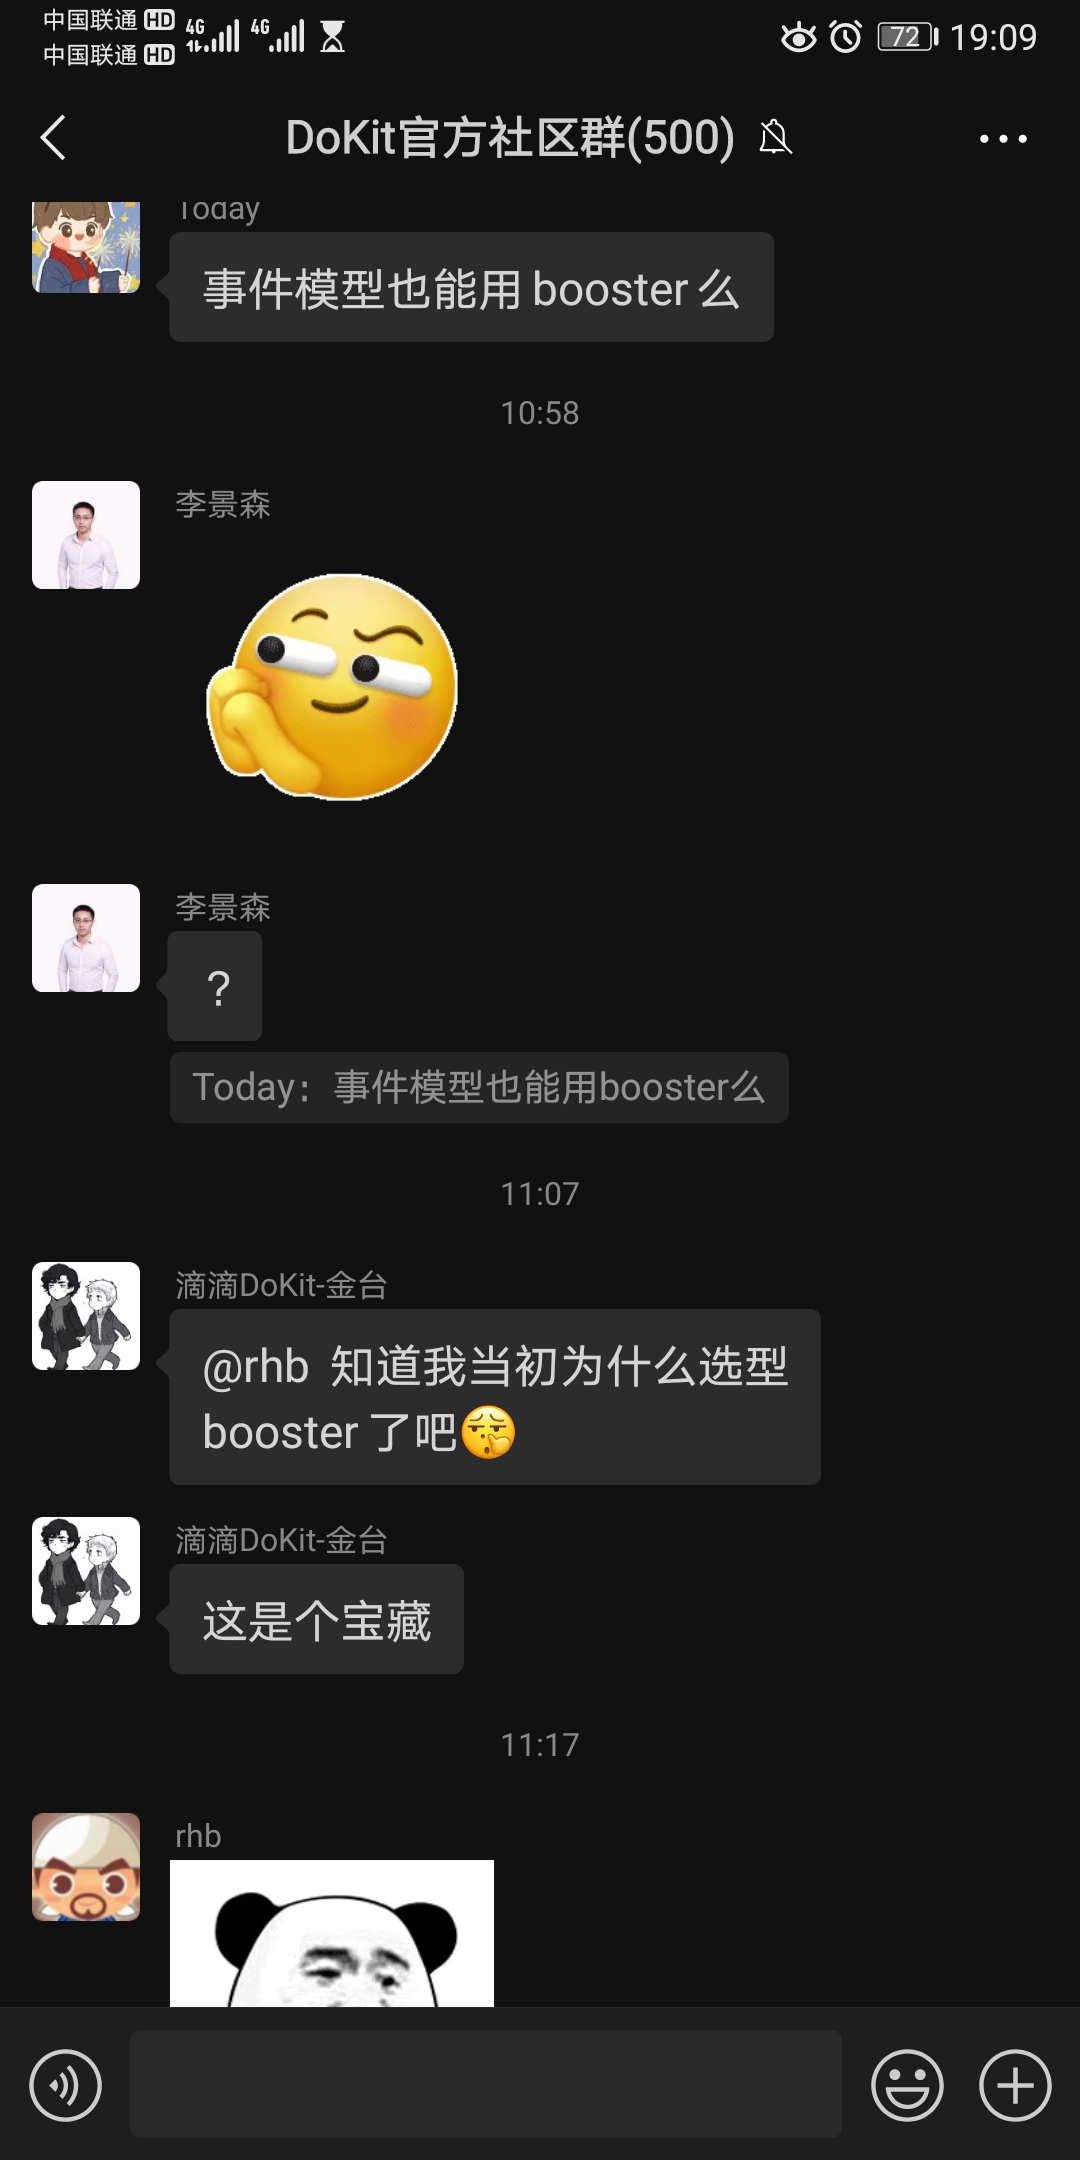 中国联通 HD 4G 4G 72 19:09
中国联通 HD
DoKit官方社区群(500)
Today
事件模型也能用 booster 么
10:58
李景森
李景森
?
Today：事件模型也能用booster么
11:07
滴滴DoKit-金台
@rhb 知道我当初为什么选型
booster 了吧
滴滴DoKit-金台
这是个宝藏
11:17
rhb